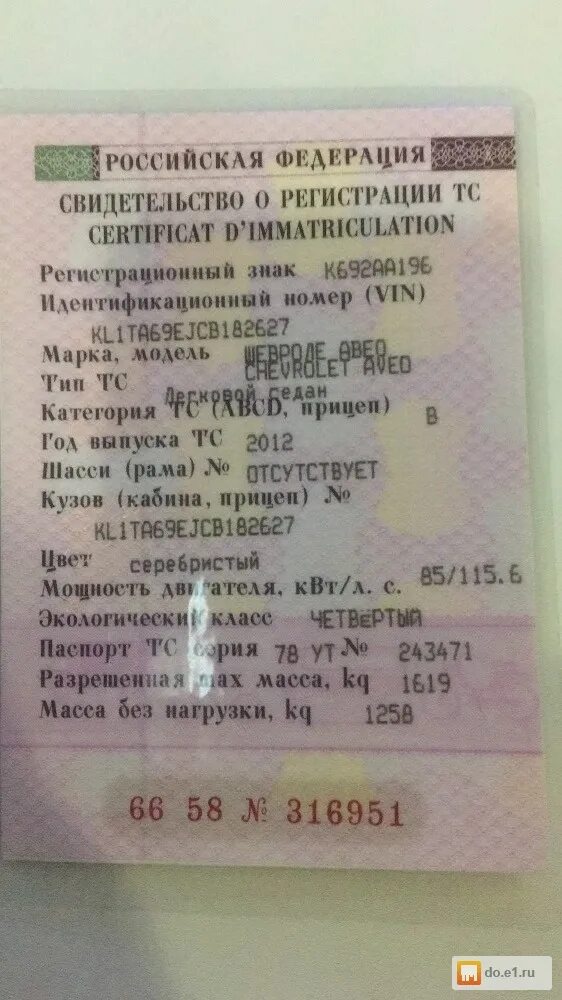 РОССИЙСКАЯ ФЕДЕРАЦИЯ
СВИДЕТЕЛЬСТВО О РЕГИСТРАЦИИ ТС
CERTIFICAT D'IMMATRICULATION
Регистрационный знак К692АА196
Идентификационный номер (VIN)
KL1TA69EJCB182627
Марка, модель ШЕВРОЛЕ АВЕО
CHEVROLET AVEO
Тип ТС Легковой седан
Категория ТС (ABCD, прицеп) B
Год выпуска ТС 2012
Шасси (рама) № ОТСУТСТВУЕТ
Кузов (кабина, прицеп) №
KL1TA69EJCB182627
Цвет серебристый
Мощность двигателя, кВт/л. с. 85/115.6
Экологический класс ЧЕТВЕРТЫЙ
Паспорт ТС серия 78 УТ № 243471
Разрешенная max масса, kg 1619
Масса без нагрузки, kg 1258
66 58 № 316951
do.e1.ru